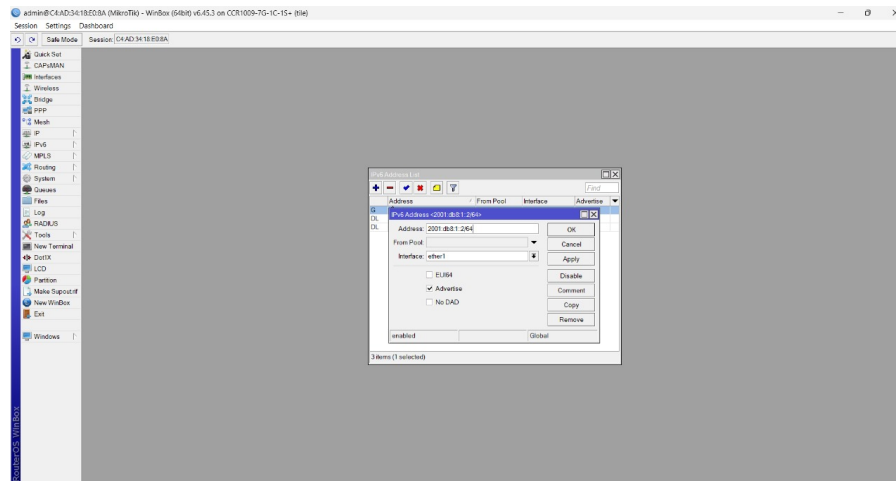 admin@C4:AD:34:18:E0:8A (MikroTik) - WinBox (64bit) v6.45.3 on CCR1009-7G-1C-1S+ (tile)
Session Settings Dashboard
Safe Mode Session: C4:AD:34:18:E0:8A
Quick Set
CAPsMAN
Interfaces
Wireless
Bridge
PPP
Mesh
IP
IPv6
MPLS
Routing
System
Queues
Files
Log
RADIUS
Tools
New Terminal
Dot1X
LCD
Partition
Make Supout.rif
New WinBox
Exit
Windows
RouterOS WinBox
IPv6 Address List
Find
Address From Pool Interface Advertise
G
DL
DL
IPv6 Address <2001:db8:1::2/64>
Address: 2001:db8:1::2/64
From Pool:
Interface: ether1
EUI64
Advertise
No DAD
OK
Cancel
Apply
Disable
Comment
Copy
Remove
enabled Global
3 items (1 selected)